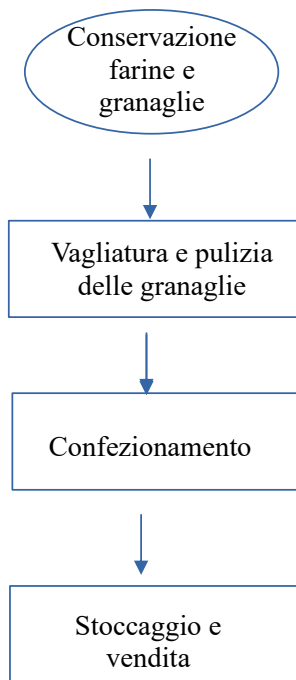 Conservazione
farine e
granaglie
Vagliatura e pulizia
delle granaglie
Confezionamento
Stoccaggio e
vendita